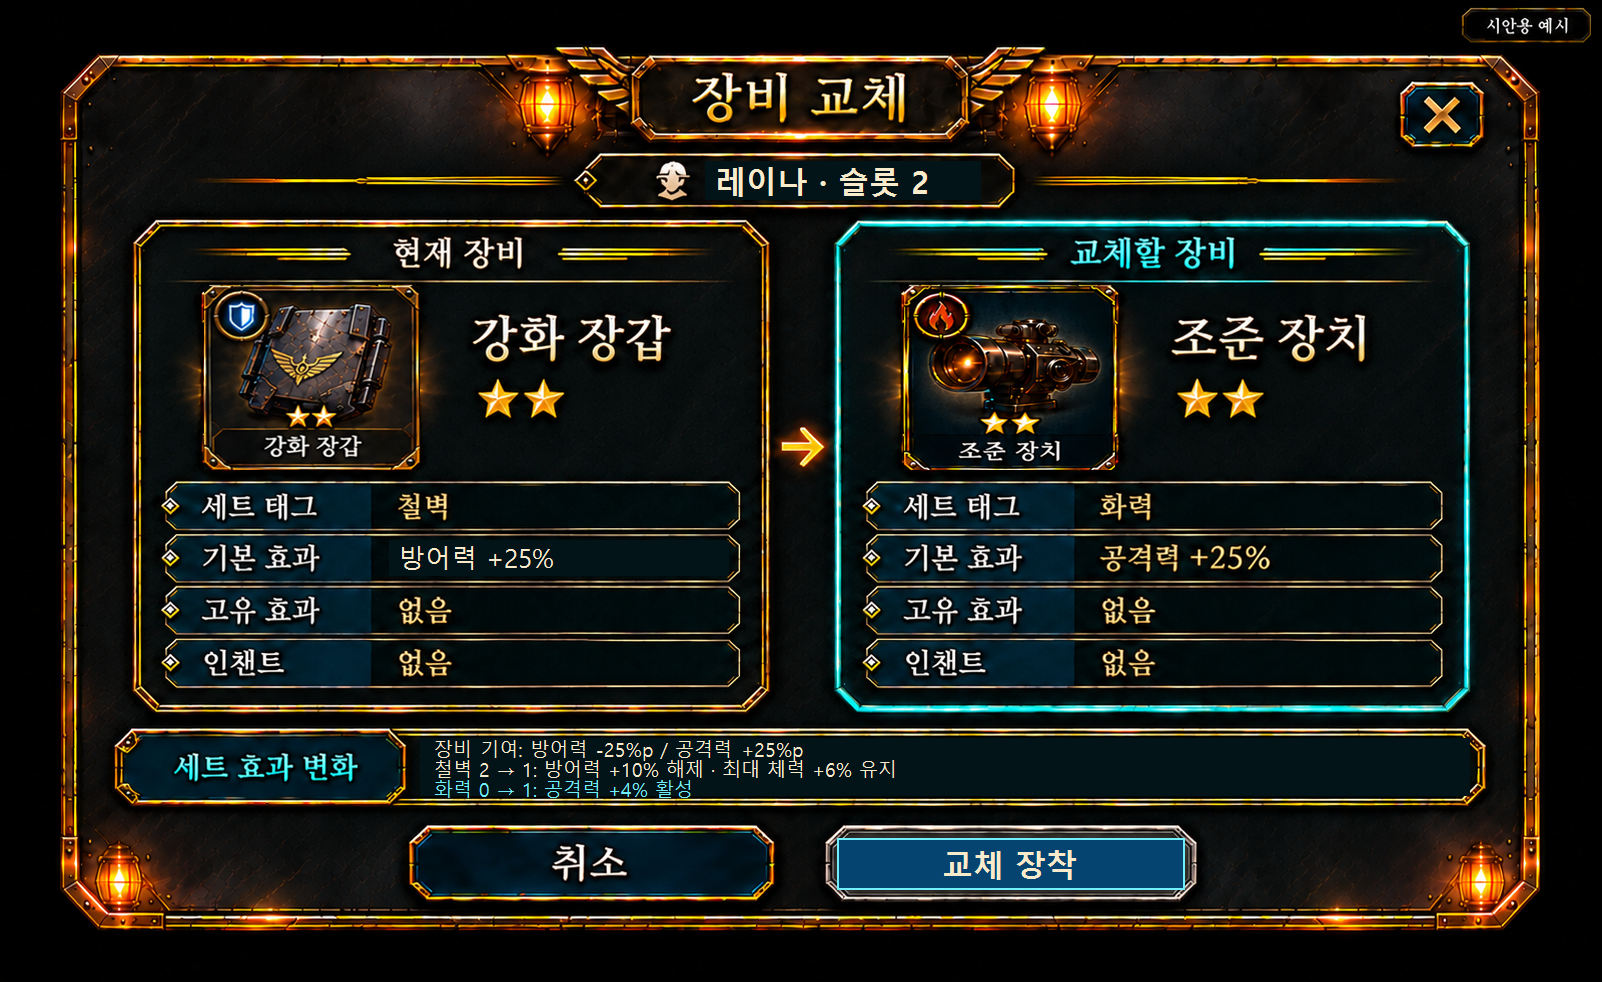 시안용 예시
장비 교체
레이나 · 슬롯 2
현재 장비
강화 장갑
강화 장갑
세트 태그 철벽
기본 효과 방어력 +25%
고유 효과 없음
인챈트 없음
교체할 장비
조준 장치
조준 장치
세트 태그 화력
기본 효과 공격력 +25%
고유 효과 없음
인챈트 없음
세트 효과 변화
장비 기여: 방어력 -25%p / 공격력 +25%p
철벽 2 → 1: 방어력 +10% 해제 · 최대 체력 +6% 유지
화력 0 → 1: 공격력 +4% 활성
취소
교체 장착